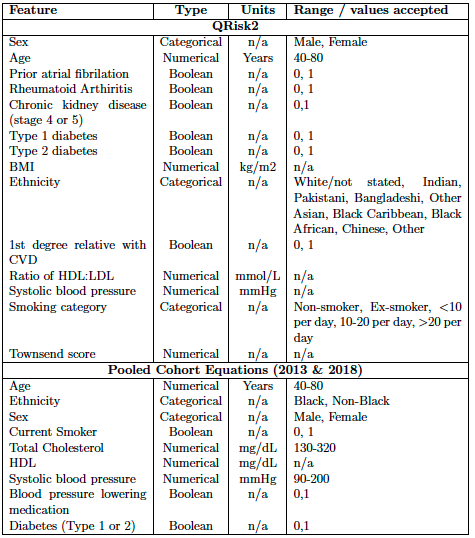 Feature Type Units Range / values accepted
QRisk2
Sex Categorical n/a Male, Female
Age Numerical Years 40-80
Prior atrial fibrilation Boolean n/a 0, 1
Rheumatoid Arthiritis Boolean n/a 0, 1
Chronic kidney disease Boolean n/a 0,1
(stage 4 or 5)
Type 1 diabetes Boolean n/a 0, 1
Type 2 diabetes Boolean n/a 0, 1
BMI Numerical kg/m2 n/a
Ethnicity Categorical n/a White/not stated, Indian,
Pakistani, Bangladeshi, Other
Asian, Black Caribbean, Black
African, Chinese, Other
1st degree relative with Boolean n/a 0, 1
CVD
Ratio of HDL:LDL Numerical mmol/L n/a
Systolic blood pressure Numerical mmHg n/a
Smoking category Categorical n/a Non-smoker, Ex-smoker, <10
per day, 10-20 per day, >20 per
day
Townsend score Numerical n/a n/a
Pooled Cohort Equations (2013 & 2018)
Age Numerical Years 40-80
Ethnicity Categorical n/a Black, Non-Black
Sex Categorical n/a Male, Female
Current Smoker Boolean n/a 0, 1
Total Cholesterol Numerical mg/dL 130-320
HDL Numerical mg/dL n/a
Systolic blood pressure Numerical mmHg 90-200
Blood pressure lowering Boolean n/a 0,1
medication
Diabetes (Type 1 or 2) Boolean n/a 0,1